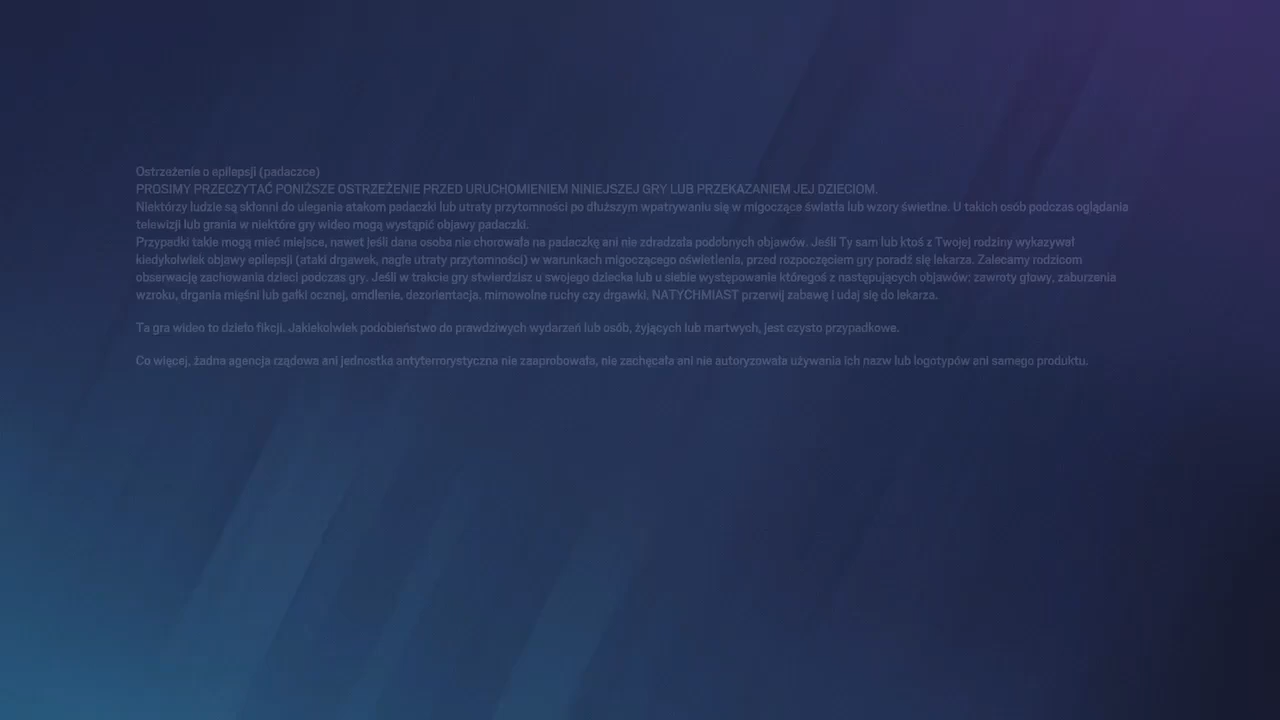 Ostrzeżenie o epilepsji (padaczce)
PROSIMY PRZECZYTAĆ PONIŻSZE OSTRZEŻENIE PRZED URUCHOMIENIEM NINIEJSZEJ GRY LUB PRZEKAZANIEM JEJ DZIECIOM.
Niektórzy ludzie są skłonni do ulegania atakom padaczki lub utraty przytomności po dłuższym wpatrywaniu się w migocząca światła lub wzory świetlne. U takich osób podczas oglądania
telewizji lub grania w niektóre gry wideo mogą wystąpić objawy padaczki.
Przypadki takie mogą mieć miejsce, nawet jeśli dana osoba nie chorowała na padaczkę ani nie zdradzała podobnych objawów. Jeśli Ty sam lub ktoś z Twojej rodziny wykazywał
kiedykolwiek objawy epilepsji (ataki drgawek, nagłe utraty przytomności) w warunkach migoczącego oświetlenia, przed rozpoczęciem gry poradź się lekarza. Zalecamy rodzicom
obserwację zachowania dzieci podczas gry. Jeśli w trakcie gry stwierdzisz u swojego dziecka lub u siebie występowanie któregoś z następujących objawów: zawroty głowy, zaburzenia
wzroku, drgania mięśni lub gałki ocznej, omdlenie, dezorientacja, mimowolne ruchy czy drgawki, NATYCHMIAST przerwij zabawę i udaj się do lekarza.
Ta gra wideo to dzieło fikcji. Jakiekolwiek podobieństwo do prawdziwych wydarzeń lub osób, żyjących lub martwych, jest czysto przypadkowe.
Co więcej, żadna agencja rządowa ani jednostka antyterrorystyczna nie zaaprobowała, nie zachęcała ani nie autoryzowała używania ich nazw lub logotypów ani samego produktu.